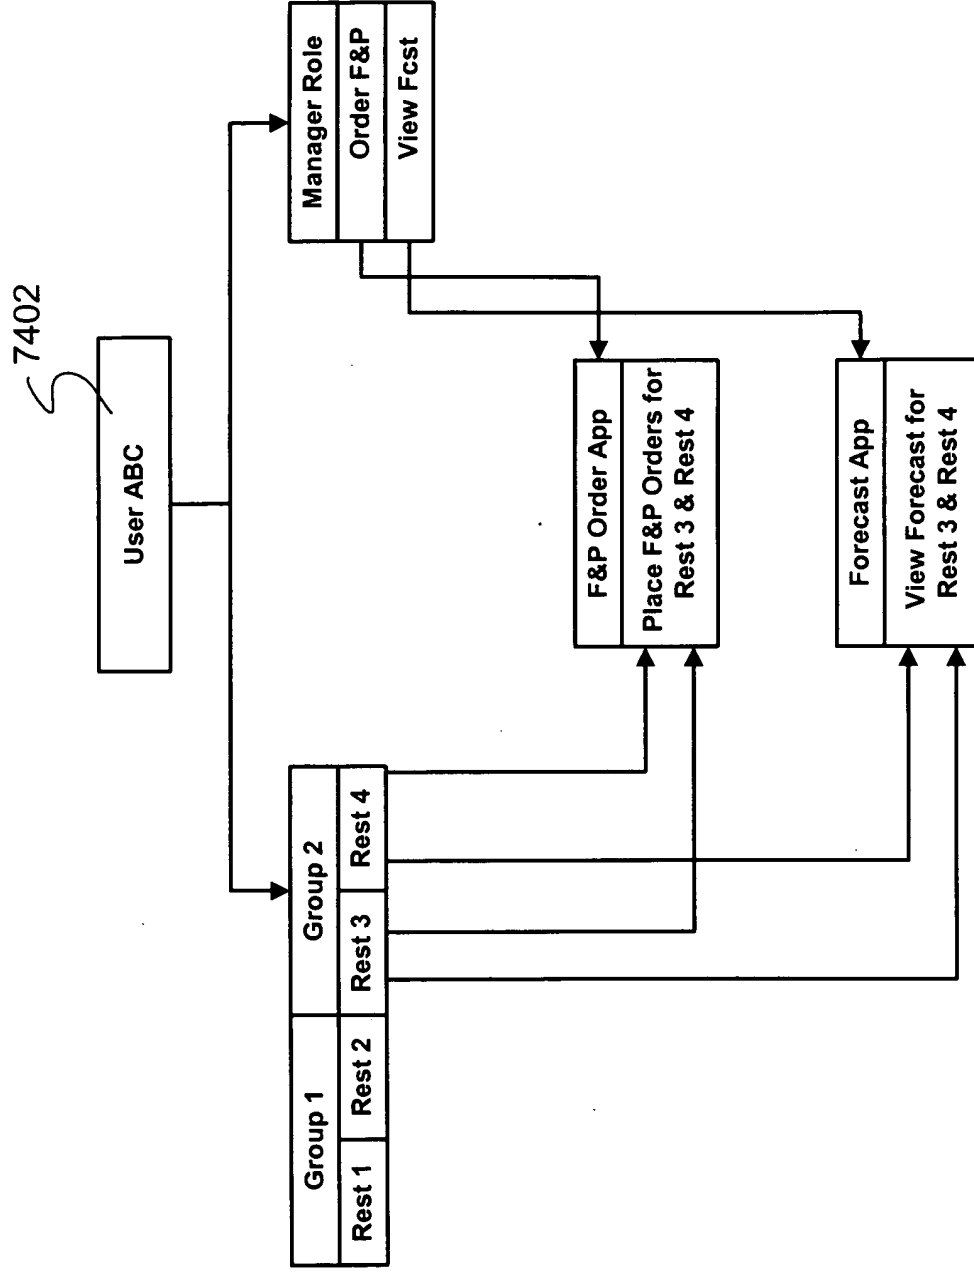 7402
User ABC
Group 1
Group 2
Rest 1
Rest 2
Rest 3
Rest 4
Manager Role
Order F&P
View Fcst
F&P Order App
Place F&P Orders for
Rest 3 & Rest 4
Forecast App
View Forecast for
Rest 3 & Rest 4